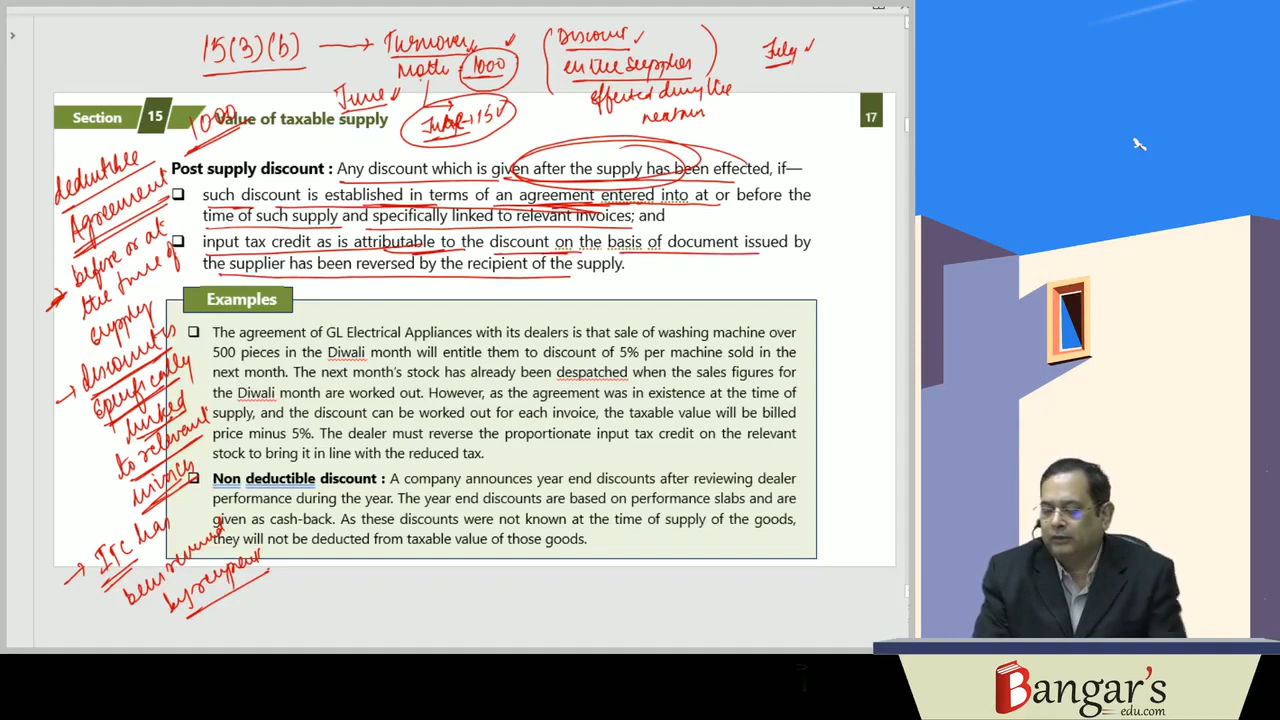 15(3)(b) → Turnover Discount July
Math 1000 on the supplies
June effected during the
July 15
Section 15 Value of taxable supply 17
1000
Post supply discount : Any discount which is given after the supply has been effected, if—
such discount is established in terms of an agreement entered into at or before the
time of such supply and specifically linked to relevant invoices; and
input tax credit as is attributable to the discount on the basis of document issued by
the supplier has been reversed by the recipient of the supply.
deductible
Agreement
before or at
the time of
supply
discount is
specifically
linked
to relevant
→ ITC has
been reversed
by recipient
Examples
The agreement of GL Electrical Appliances with its dealers is that sale of washing machine over
500 pieces in the Diwali month will entitle them to discount of 5% per machine sold in the
next month. The next month's stock has already been despatched when the sales figures for
the Diwali month are worked out. However, as the agreement was in existence at the time of
supply, and the discount can be worked out for each invoice, the taxable value will be billed
price minus 5%. The dealer must reverse the proportionate input tax credit on the relevant
stock to bring it in line with the reduced tax.
Non deductible discount : A company announces year end discounts after reviewing dealer
performance during the year. The year end discounts are based on performance slabs and are
given as cash-back. As these discounts were not known at the time of supply of the goods,
they will not be deducted from taxable value of those goods.
Bangar's
edu.com